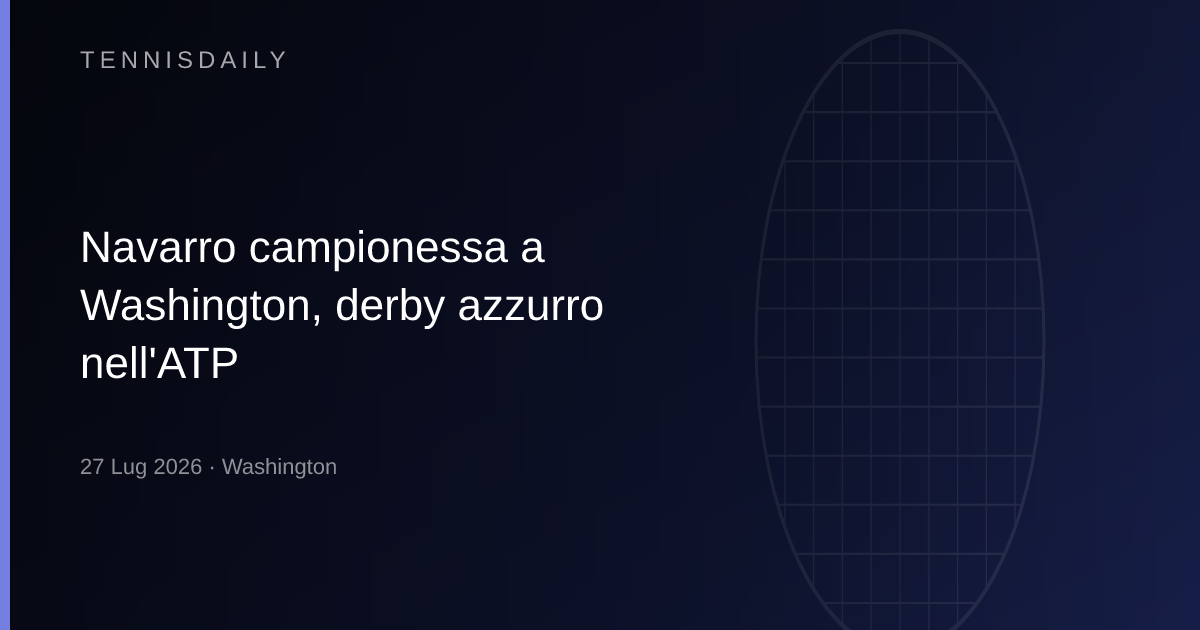 TENNISDAILY
Navarro campionessa a
Washington, derby azzurro
nell'ATP
27 Lug 2026 · Washington